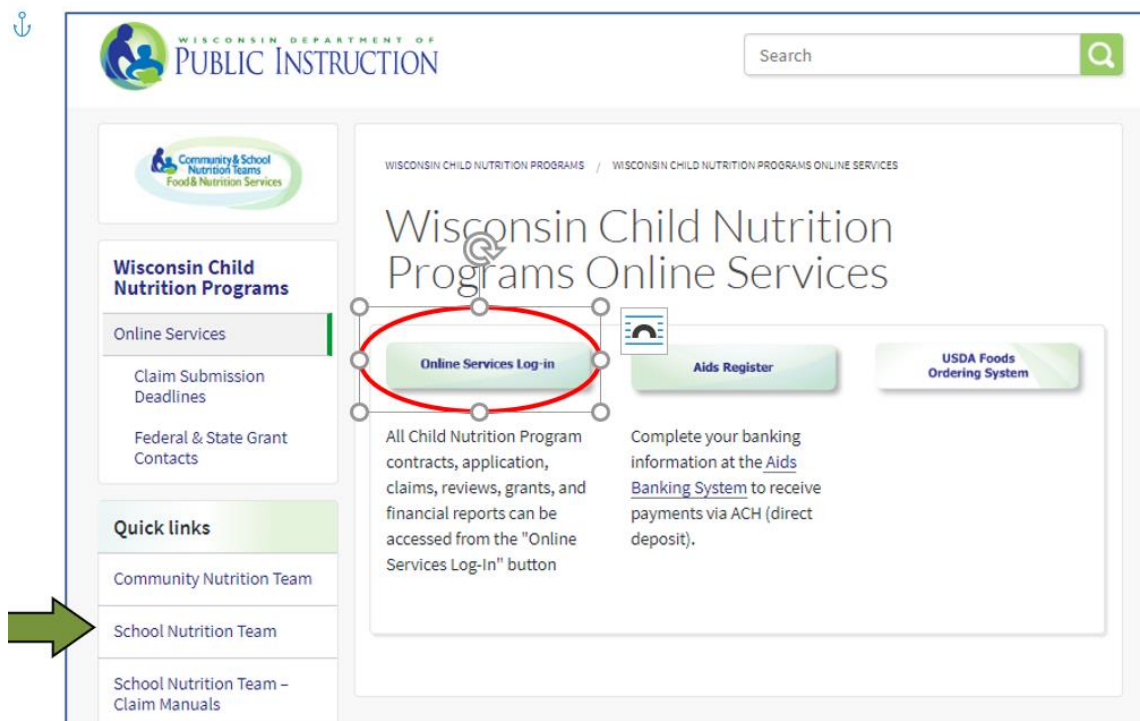 WISCONSIN DEPARTMENT OF
PUBLIC INSTRUCTION
Search
Community & School
Nutrition Teams
Food & Nutrition Services
WISCONSIN CHILD NUTRITION PROGRAMS / WISCONSIN CHILD NUTRITION PROGRAMS ONLINE SERVICES
Wisconsin Child Nutrition
Programs Online Services
Wisconsin Child
Nutrition Programs
Online Services
Claim Submission
Deadlines
Federal & State Grant
Contacts
Quick links
Community Nutrition Team
School Nutrition Team
School Nutrition Team –
Claim Manuals
Online Services Log-in
All Child Nutrition Program
contracts, application,
claims, reviews, grants, and
financial reports can be
accessed from the "Online
Services Log-In" button
Aids Register
Complete your banking
information at the Aids
Banking System to receive
payments via ACH (direct
deposit).
USDA Foods
Ordering System